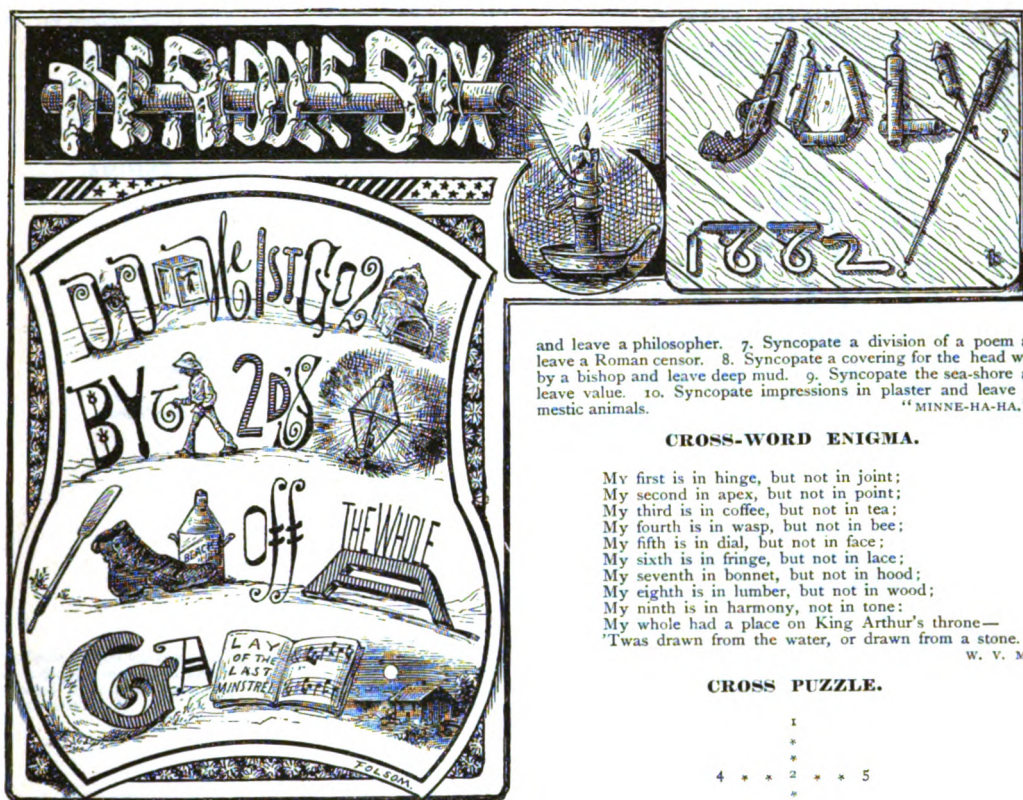 THE RIDDLE BOX
JULY
1882
the 1ST GO 2
BY 2D'S
BLACK
OFF THE WHOLE
G A
LAY
OF THE
LAST
MINSTREL
FOLSOM.
and leave a philosopher. 7. Syncopate a division of a poem a
leave a Roman censor. 8. Syncopate a covering for the head w
by a bishop and leave deep mud. 9. Syncopate the sea-shore a
leave value. 10. Syncopate impressions in plaster and leave
mestic animals. "MINNE-HA-HA.
CROSS-WORD ENIGMA.
My first is in hinge, but not in joint;
My second in apex, but not in point;
My third is in coffee, but not in tea;
My fourth is in wasp, but not in bee;
My fifth is in dial, but not in face;
My sixth is in fringe, but not in lace;
My seventh in bonnet, but not in hood;
My eighth is in lumber, but not in wood;
My ninth is in harmony, not in tone:
My whole had a place on King Arthur's throne—
'Twas drawn from the water, or drawn from a stone.
W. V. M
CROSS PUZZLE.
1
*
*
4 * * 2 * * 5
*